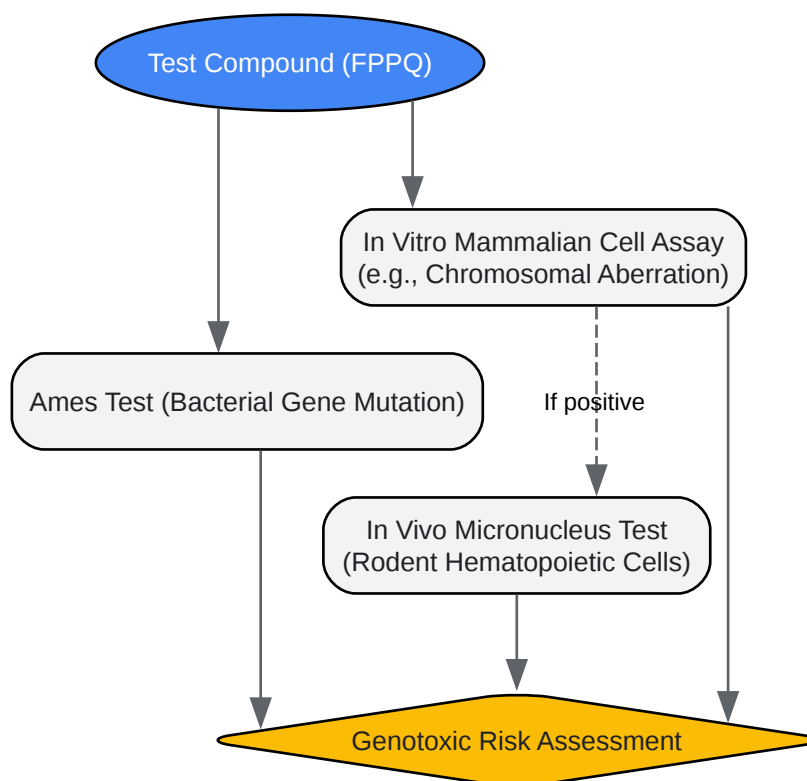 Test Compound (FPPQ)
In Vitro Mammalian Cell Assay
(e.g., Chromosomal Aberration)
Ames Test (Bacterial Gene Mutation)
If positive
In Vivo Micronucleus Test
(Rodent Hematopoietic Cells)
Genotoxic Risk Assessment